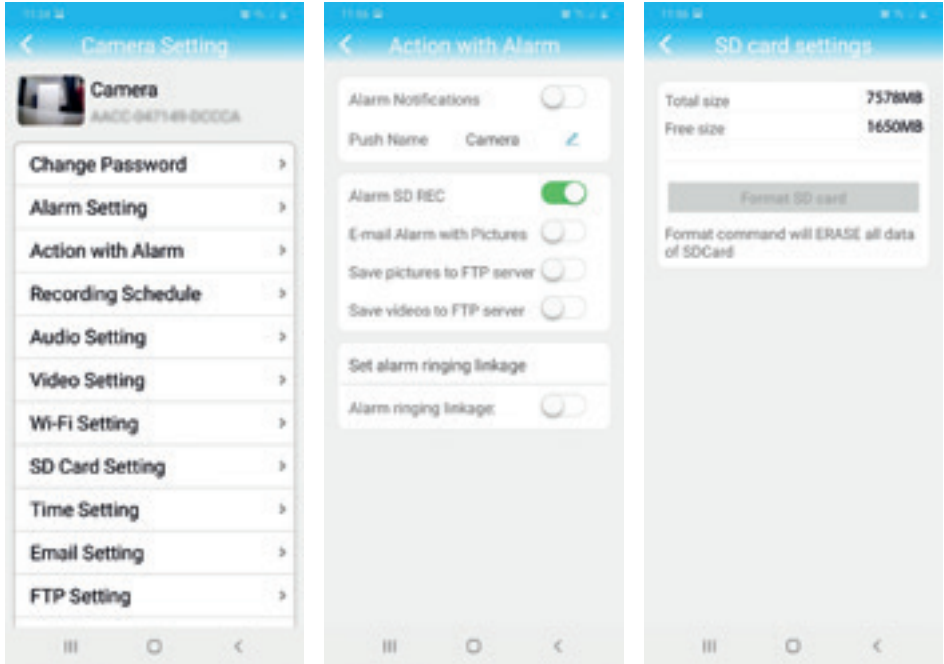 Camera Setting
Camera
Change Password
Alarm Setting
Action with Alarm
Recording Schedule
Audio Setting
Video Setting
Wi-Fi Setting
SD Card Setting
Time Setting
Email Setting
FTP Setting
Action with Alarm
Alarm Notifications
Push Name Camera
Alarm SD REC
E-mail Alarm with Pictures
Save pictures to FTP server
Save videos to FTP server
Set alarm ringing linkage
Alarm ringing linkage:
SD card settings
Total size 7578MB
Free size 1650MB
Format SD card
Format command will ERASE all data
of SDCard